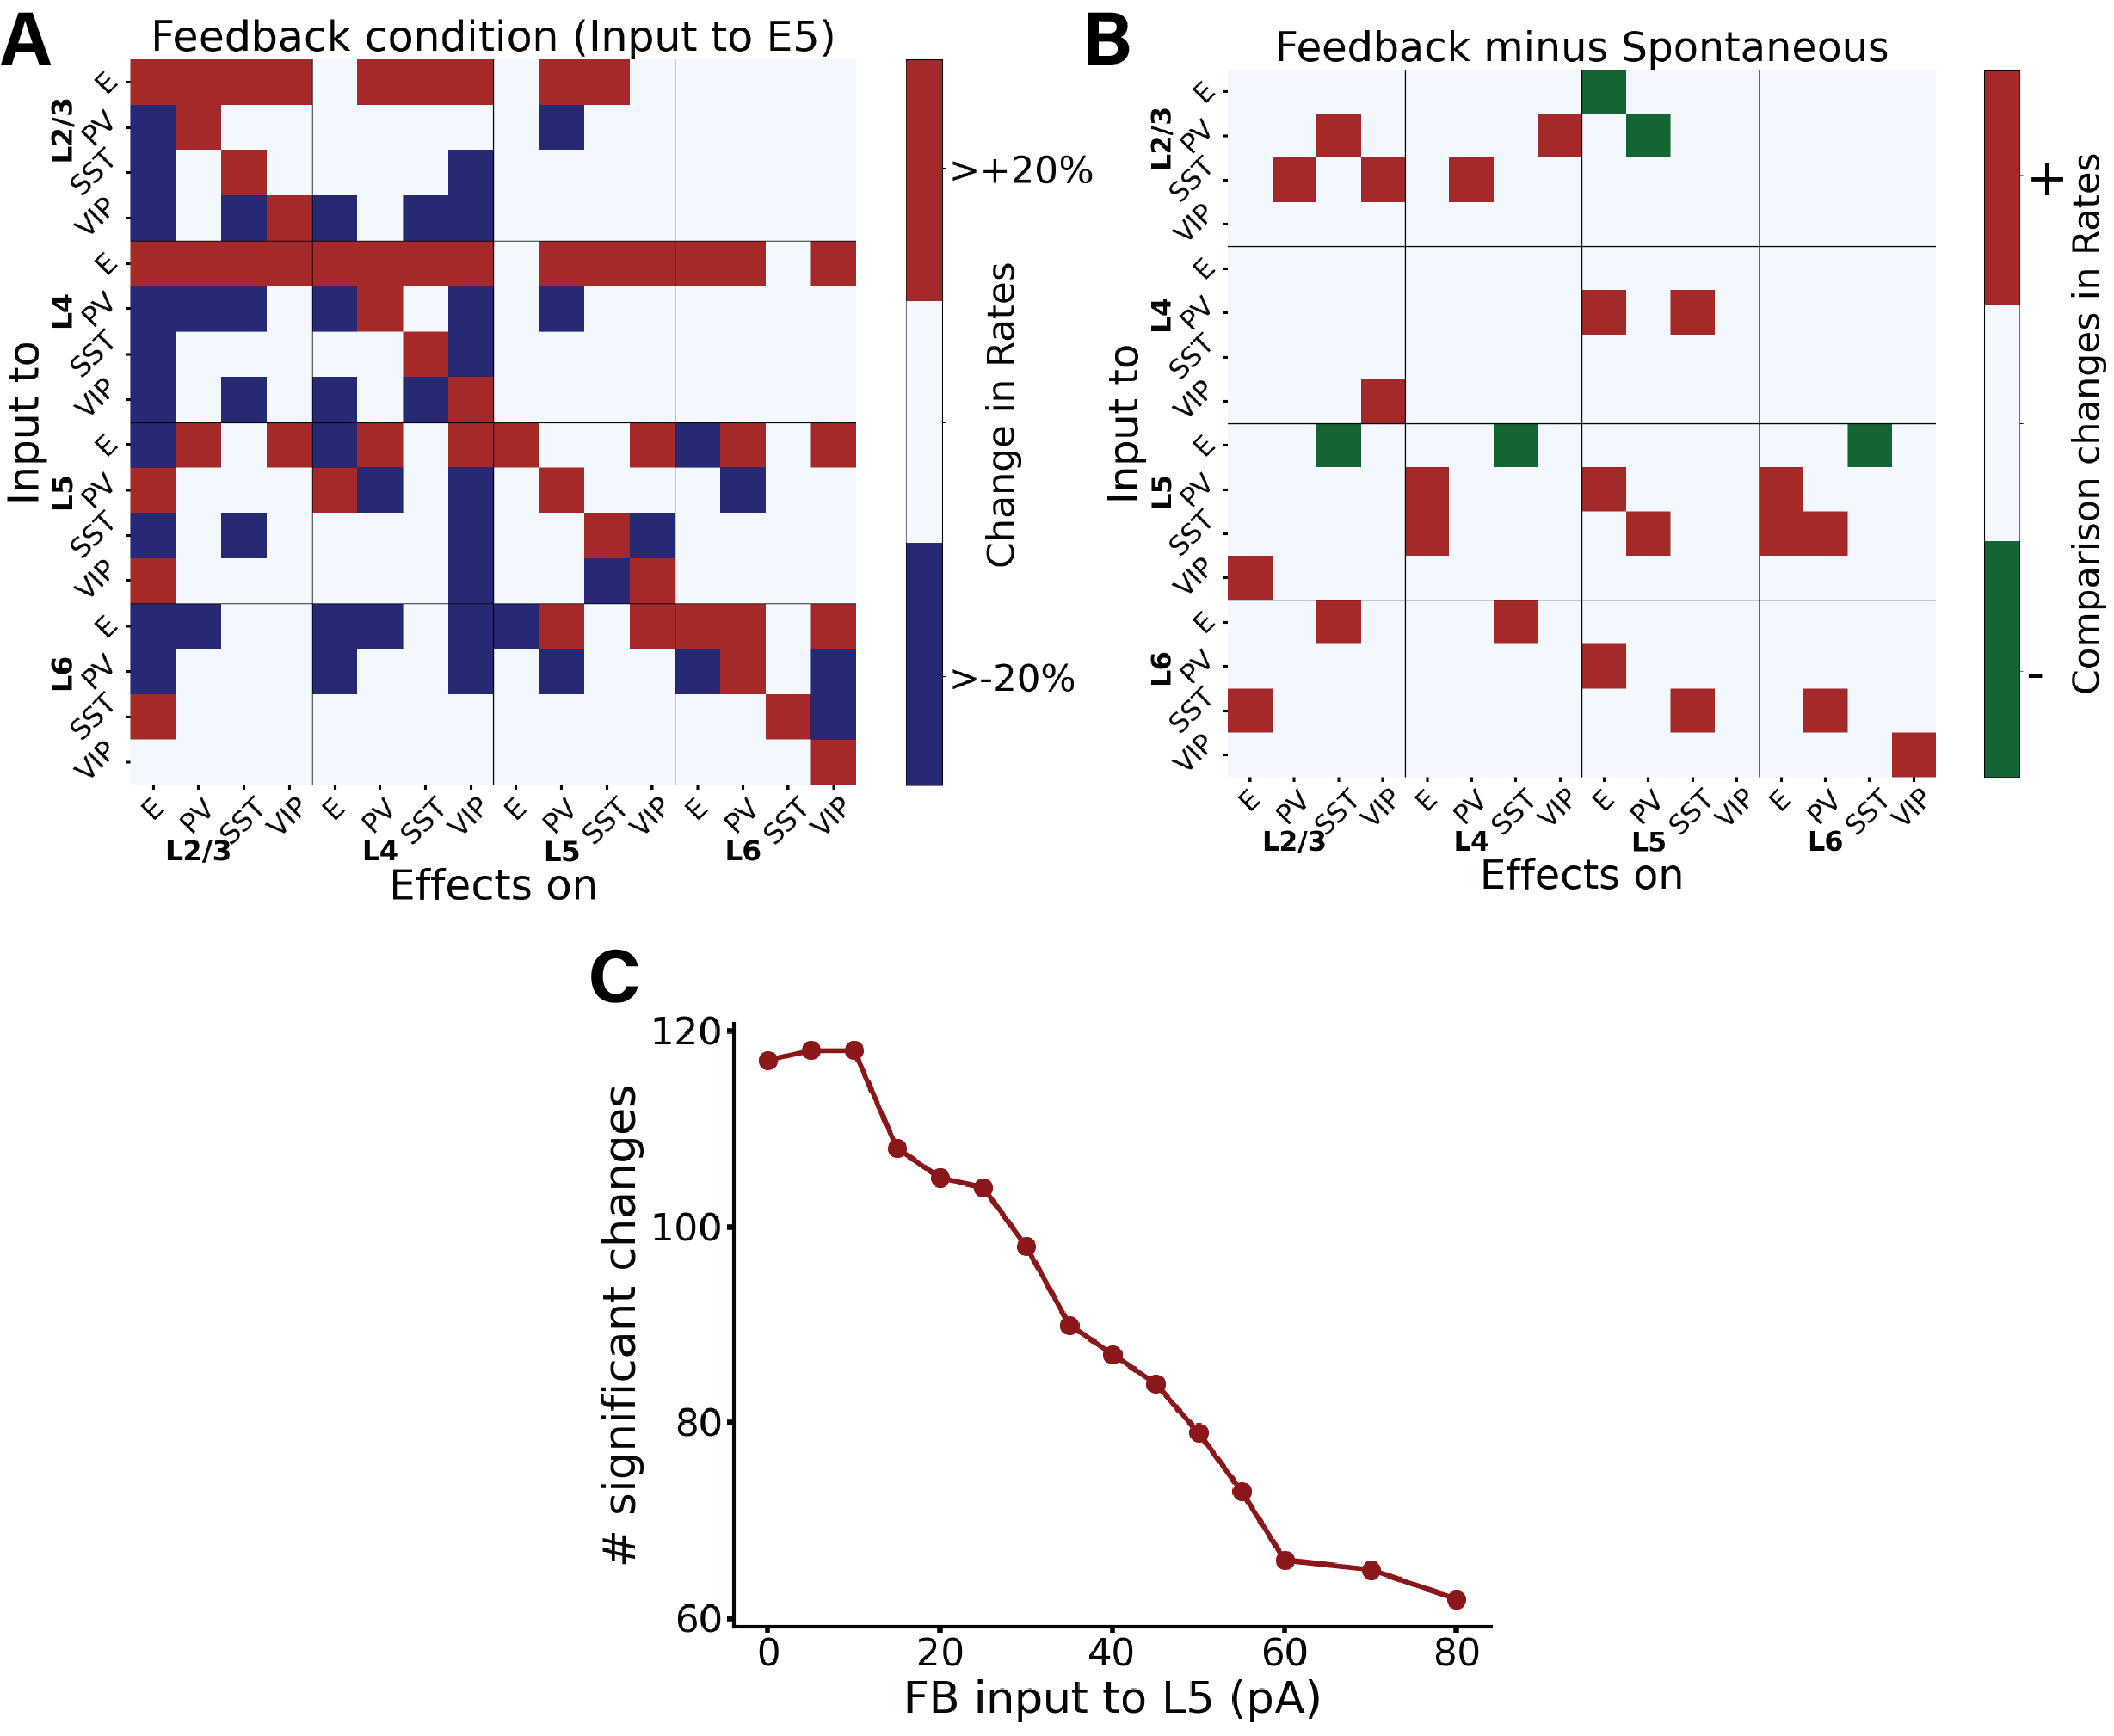 A
Feedback condition (Input to E5)
Input to
L2/3
E
PV
SST
VIP
L4
E
PV
SST
VIP
L5
E
PV
SST
VIP
L6
E
PV
SST
VIP
E PV SST VIP E PV SST VIP E PV SST VIP E PV SST VIP
L2/3 L4 L5 L6
Effects on
>+20%
>-20%
Change in Rates
B
Feedback minus Spontaneous
Input to
L2/3
E
PV
SST
VIP
L4
E
PV
SST
VIP
L5
E
PV
SST
VIP
L6
E
PV
SST
VIP
E PV SST VIP E PV SST VIP E PV SST VIP E PV SST VIP
L2/3 L4 L5 L6
Effects on
+
-
Comparison changes in Rates
C
# significant changes
120
100
80
60
0 20 40 60 80
FB input to L5 (pA)